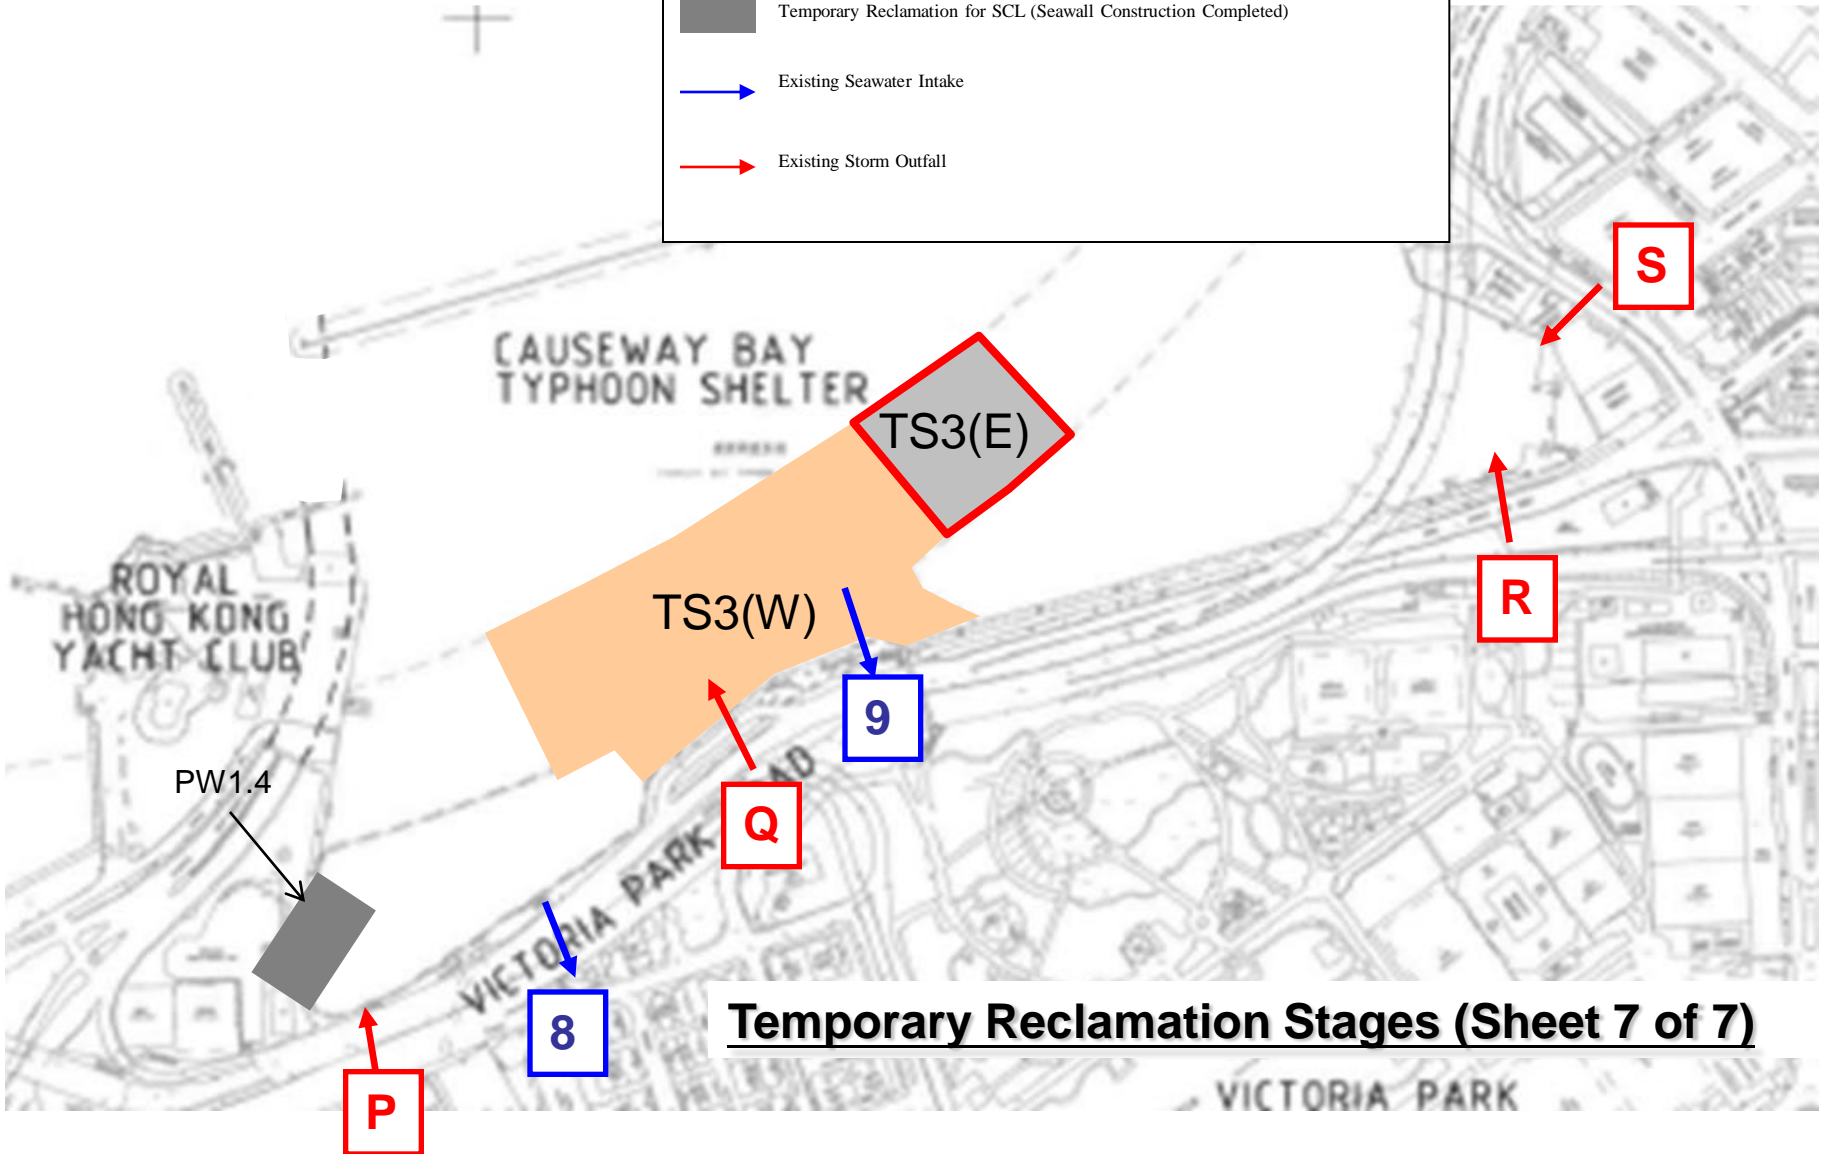 Temporary Reclamation for SCL (Seawall Construction Completed)
Existing Seawater Intake
Existing Storm Outfall
S
CAUSEWAY BAY
TYPHOON SHELTER
TS3(E)
ROYAL
HONG KONG
YACHT CLUB
TS3(W)
R
9
PW1.4
Q
VICTORIA PARK
8
Temporary Reclamation Stages (Sheet 7 of 7)
P
VICTORIA PARK